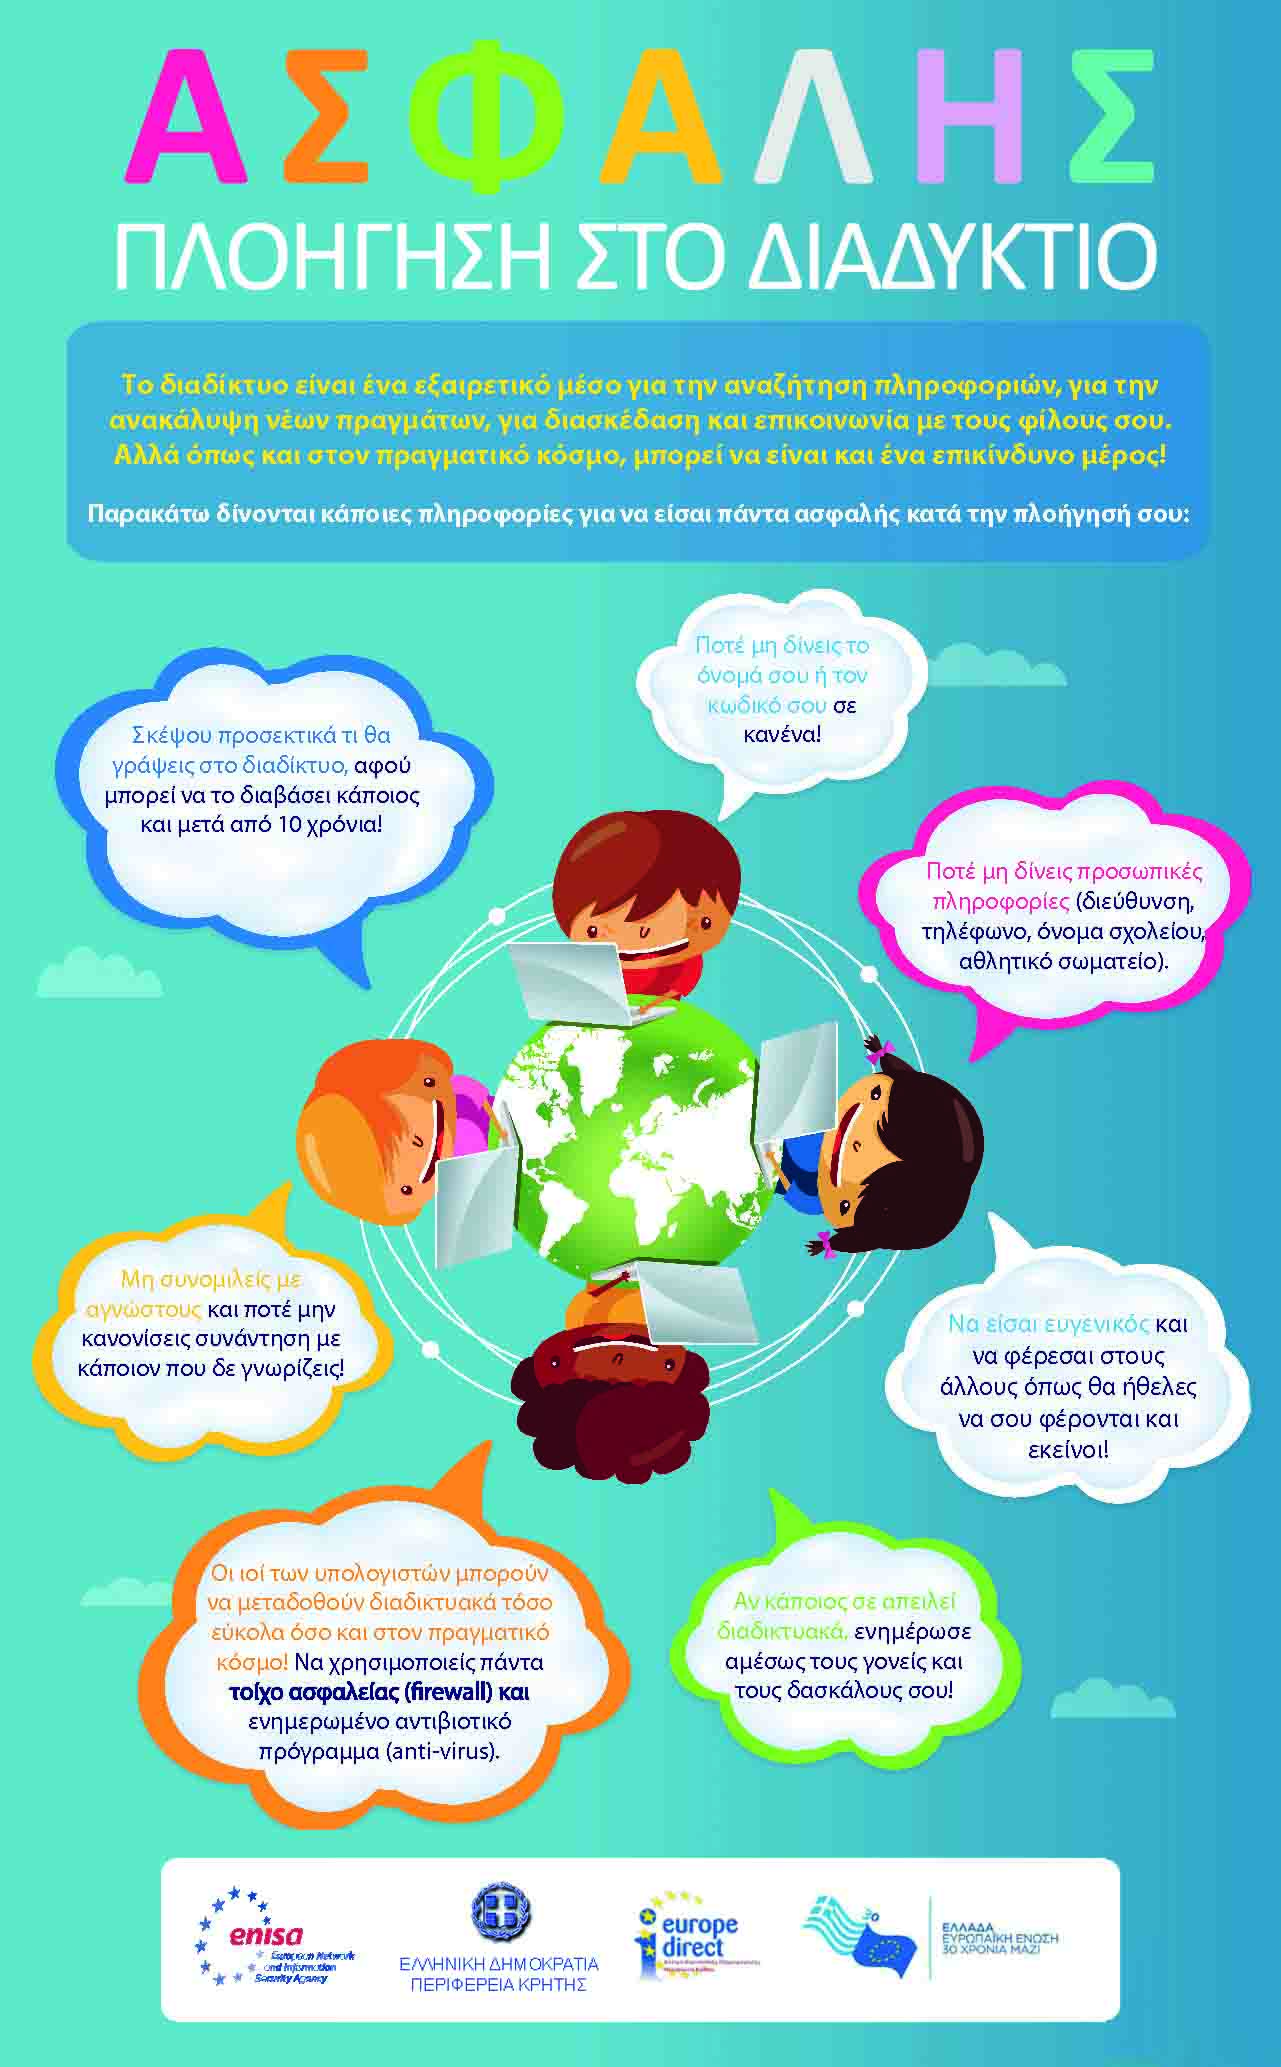 ΑΣΦΑΛΗΣ
ΠΛΟΗΓΗΣΗ ΣΤΟ ΔΙΑΔΥΚΤΙΟ
Το διαδίκτυο είναι ένα εξαιρετικό μέσο για την αναζήτηση πληροφοριών, για την
ανακάλυψη νέων πραγμάτων, για διασκέδαση και επικοινωνία με τους φίλους σου.
Αλλά όπως και στον πραγματικό κόσμο, μπορεί να είναι και ένα επικίνδυνο μέρος!
Παρακάτω δίνονται κάποιες πληροφορίες για να είσαι πάντα ασφαλής κατά την πλοήγησή σου:
Ποτέ μη δίνεις το
όνομά σου ή τον
κωδικό σου σε
κανένα!
Σκέψου προσεκτικά τι θα
γράψεις στο διαδίκτυο, αφού
μπορεί να το διαβάσει κάποιος
και μετά από 10 χρόνια!
Ποτέ μη δίνεις προσωπικές
πληροφορίες (διεύθυνση,
τηλέφωνο, όνομα σχολείου,
αθλητικό σωματείο).
Μη συνομιλείς με
αγνώστους και ποτέ μην
κανονίσεις συνάντηση με
κάποιον που δε γνωρίζεις!
Να είσαι ευγενικός και
να φέρεσαι στους
άλλους όπως θα ήθελες
να σου φέρονται και
εκείνοι!
Οι ιοί των υπολογιστών μπορούν
να μεταδοθούν διαδικτυακά τόσο
εύκολα όσο και στον πραγματικό
κόσμο! Να χρησιμοποιείς πάντα
τοίχο ασφαλείας (firewall) και
ενημερωμένο αντιβιοτικό
πρόγραμμα (anti-virus).
Αν κάποιος σε απειλεί
διαδικτυακά, ενημέρωσε
αμέσως τους γονείς και
τους δασκάλους σου!
enisa
European Network
and Information
Security Agency
ΕΛΛΗΝΙΚΗ ΔΗΜΟΚΡΑΤΙΑ
ΠΕΡΙΦΕΡΕΙΑ ΚΡΗΤΗΣ
europe
direct
ΕΛΛΑΔΑ
ΕΥΡΩΠΑΪΚΗ ΕΝΩΣΗ
30 ΧΡΟΝΙΑ ΜΑΖΙ